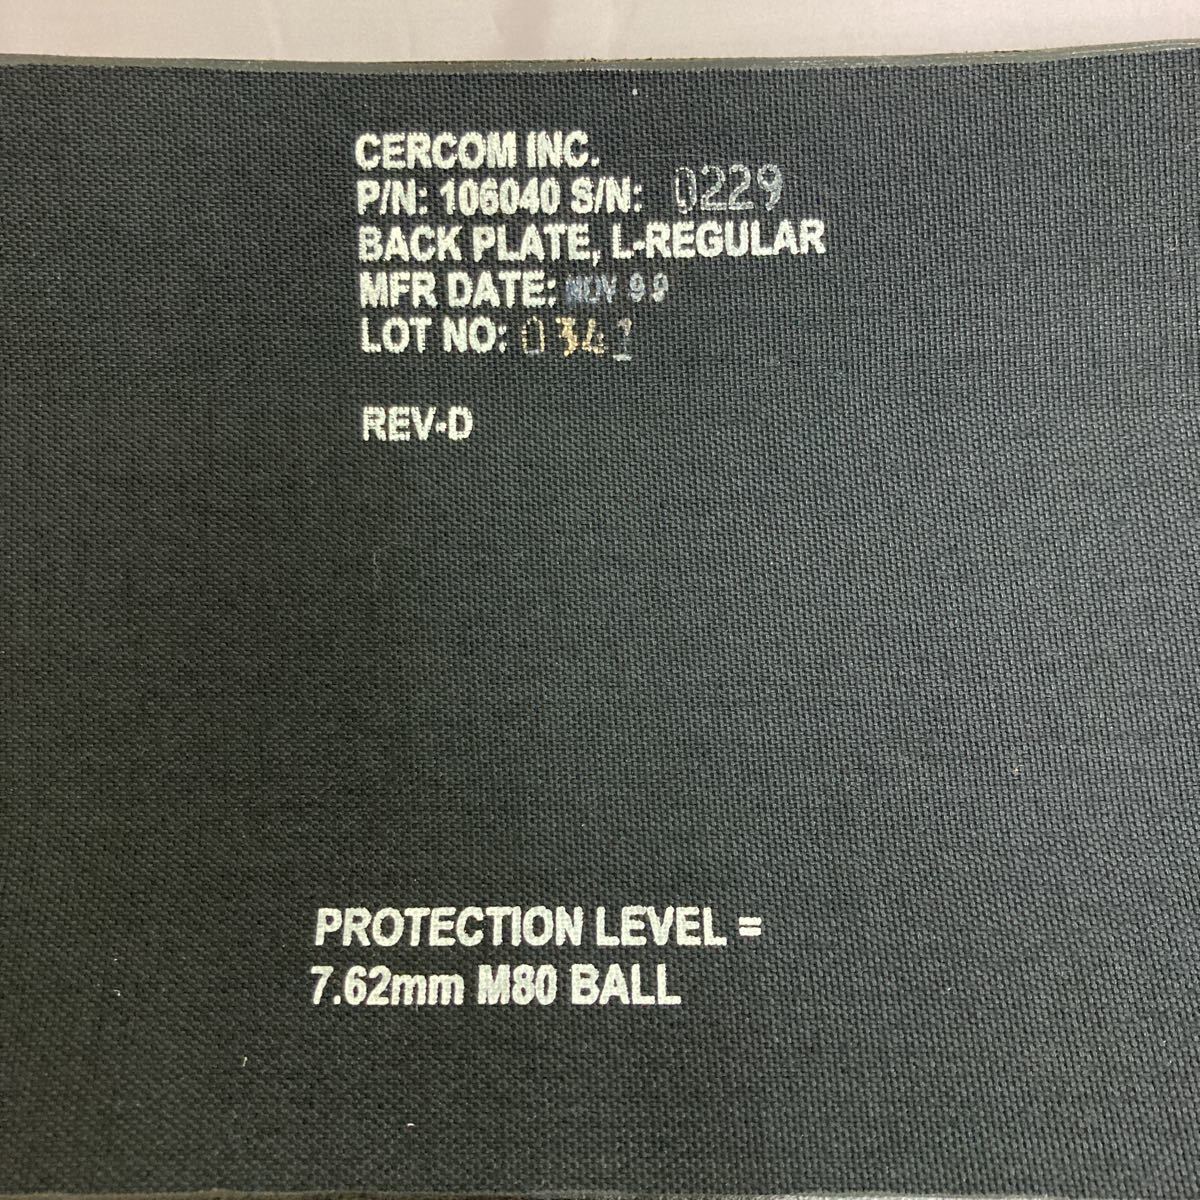 CERCOM INC.
P/N: 106040 S/N: 0229
BACK PLATE, L-REGULAR
MFR DATE: NOV 99
LOT NO: 0341
REV-D
PROTECTION LEVEL =
7.62mm M80 BALL